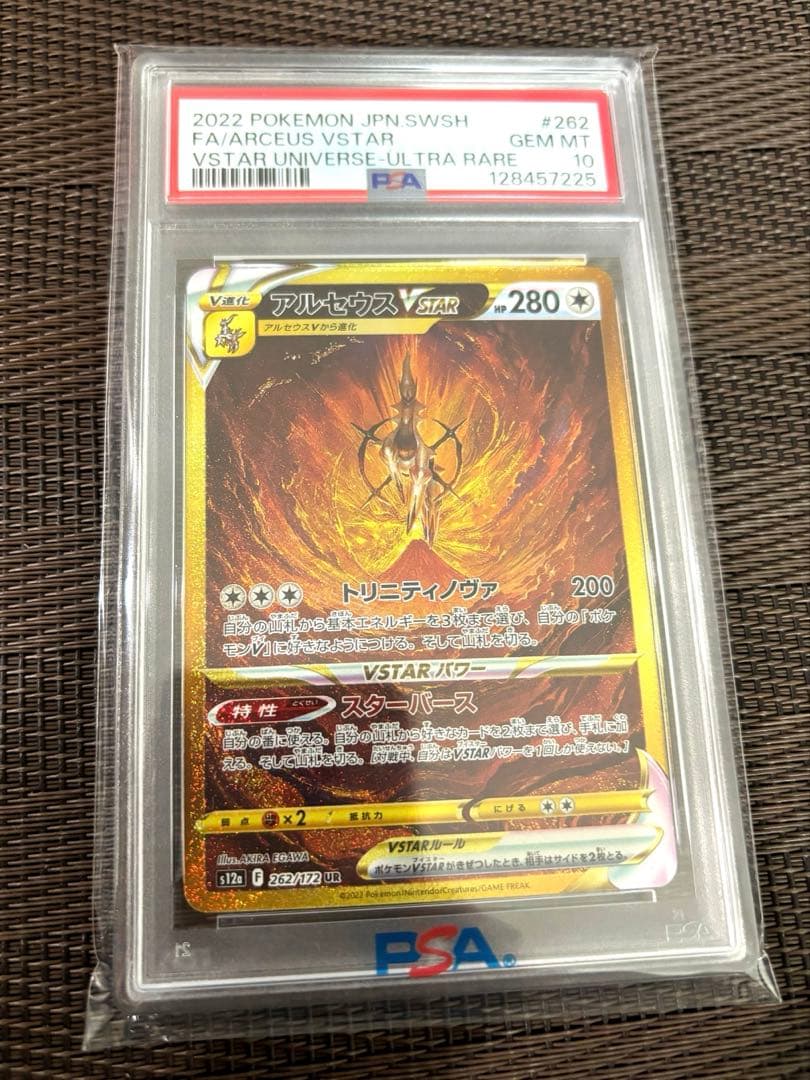 2022 POKEMON JPN.SWSH #262
FA/ARCEUS VSTAR GEM MT
VSTAR UNIVERSE-ULTRA RARE 10
PSA 128457225
V進化 アルセウスVSTAR HP 280
アルセウスVから進化
トリニティノヴァ 200
自分の山札から基本エネルギーを3枚まで選び、自分の「ポケ
モンV」に好きなようにつける。そして山札を切る。
VSTARパワー
特性 スターバース
自分の番に使える。自分の山札から好きなカードを2枚まで選び、手札に加
える。そして山札を切る。[対戦中、自分はVSTARパワーを1回しか使えない。]
弱点 ×2 抵抗力 にげる
VSTARルール
ポケモンVSTARがきぜつしたとき、相手はサイドを2枚とる。
Illus. AKIRA EGAWA
s12a F 262/172 UR
©2022 Pokémon/Nintendo/Creatures/GAME FREAK.
PSA®